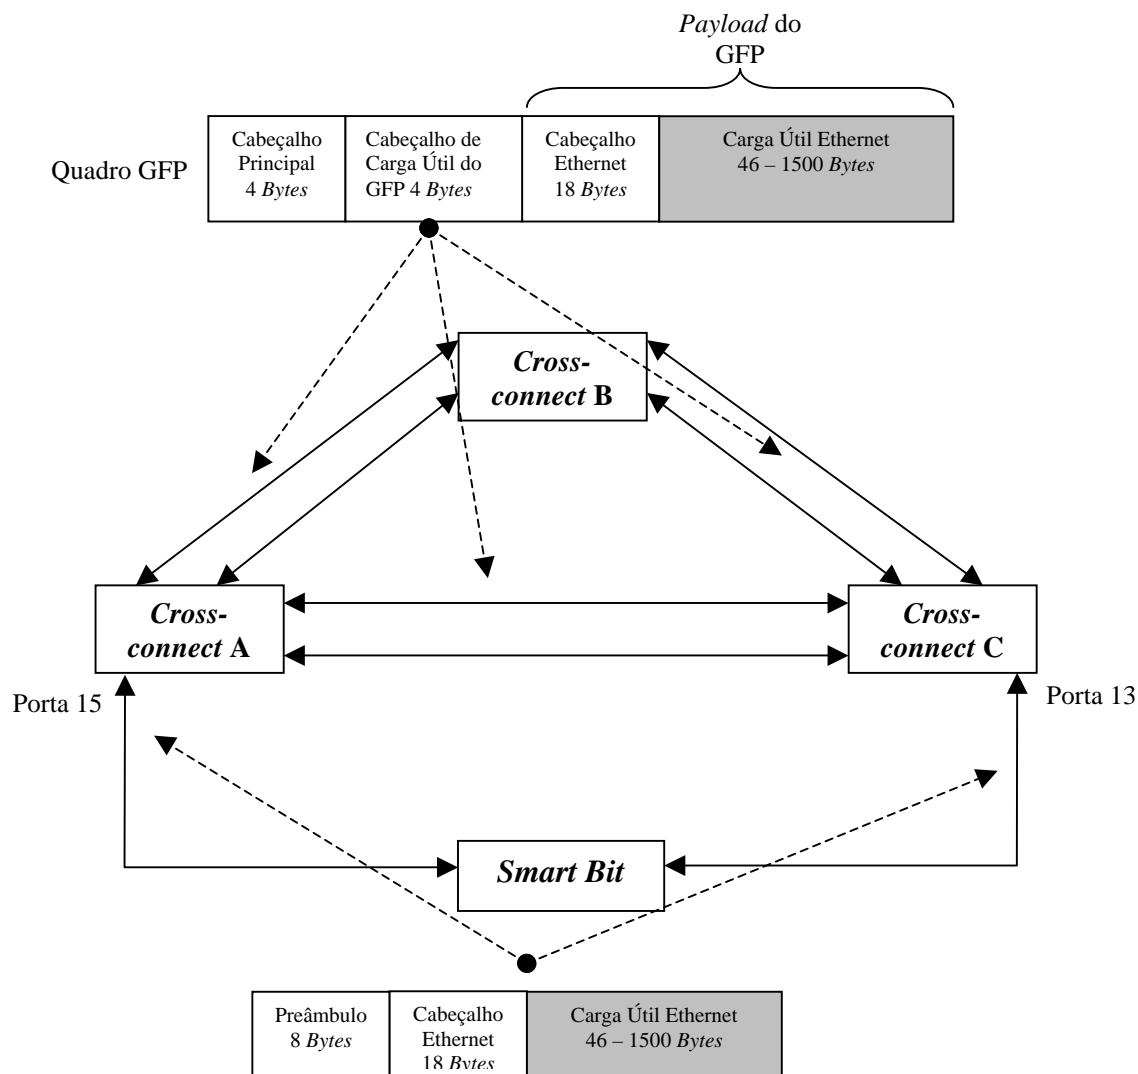 Payload do
GFP
Quadro GFP
Cabeçalho
Principal
4 Bytes
Cabeçalho de
Carga Útil do
GFP 4 Bytes
Cabeçalho
Ethernet
18 Bytes
Carga Útil Ethernet
46 – 1500 Bytes
Cross-
connect B
Cross-
connect A
Cross-
connect C
Porta 15
Porta 13
Smart Bit
Preâmbulo
8 Bytes
Cabeçalho
Ethernet
18 Bytes
Carga Útil Ethernet
46 – 1500 Bytes